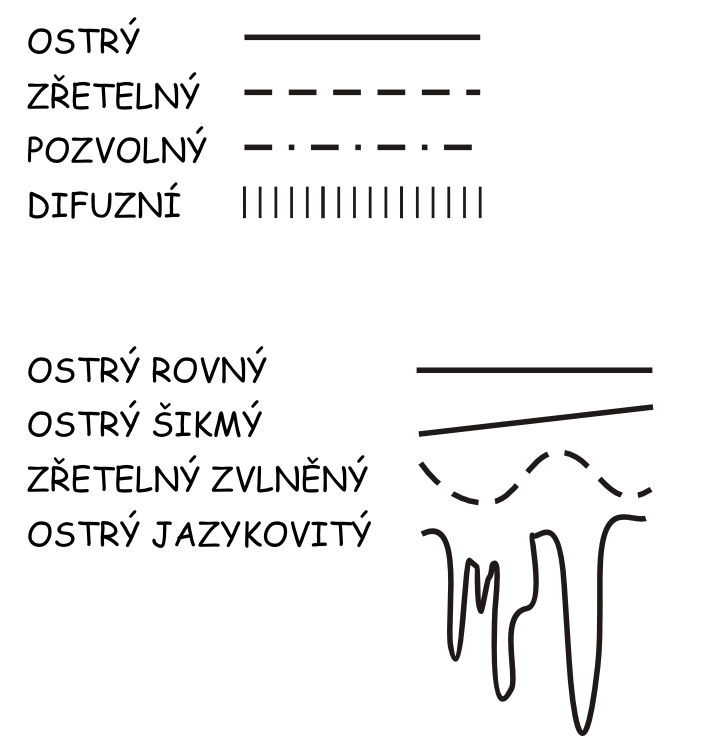 OSTRÝ
ZŘETELNÝ
POZVOLNÝ
DIFUZNÍ
OSTRÝ ROVNÝ
OSTRÝ ŠIKMÝ
ZŘETELNÝ ZVLNĚNÝ
OSTRÝ JAZYKOVITÝ